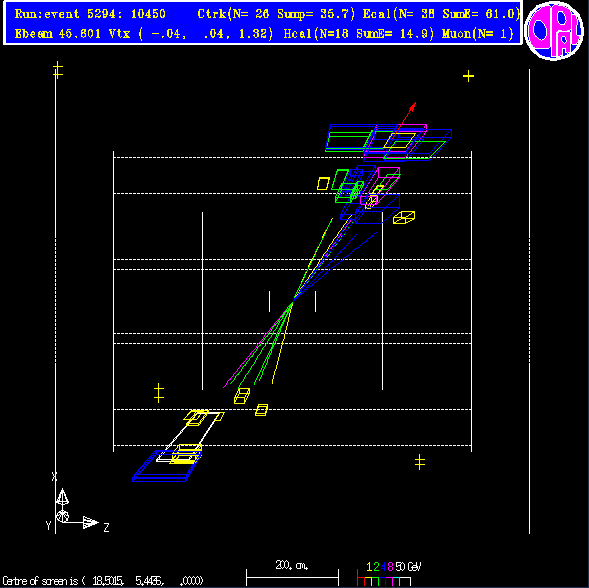 Run:event 5294: 10450 Ctrk(N= 26 Sump= 35.7) Ecal(N= 38 SumE= 61.0)
Ebeam 45.601 Vtx ( -.04, .04, 1.32) Hcal(N=18 SumE= 14.9) Muon(N= 1)
OPAL
X
Y
Z
200. cm.
1 2 4 8 50 GeV
Centre of screen is ( 18.5015, 5.4435, .0000)